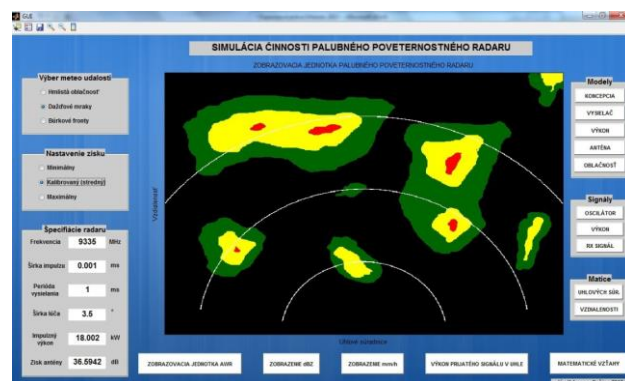 GUI
SIMULÁCIA ČINNOSTI PALUBNÉHO POVETERNOSTNÉHO RADARU
ZOBRAZOVACIA JEDNOTKA PALUBNÉHO POVETERNOSTNÉHO RADARU
Výber meteo udalosti
Hmlistá oblačnosť
Dažďové mraky
Búrkové fronty
Nastavenie zisku
Minimálny
Kalibrovaný (stredný)
Maximálny
Špecifiácie radaru
Frekvencia 9335 MHz
Šírka impulzu 0.001 ms
Perióda vysielania 1 ms
Šírka lúča 3.5 °
Impulzný výkon 18.002 kW
Zisk antény 36.5942 dB
Vzdialenosť
Uhlové súradnice
Modely
KONCEPCIA
VYSIELAČ
VÝKON
ANTÉNA
OBLAČNOSŤ
Signály
OSCILÁTOR
VÝKON
RX SIGNÁL
Matice
UHLOVÝCH SÚR.
VZDIALENOSTI
ZOBRAZOVACIA JEDNOTKA AWR
ZOBRAZENIE dBZ
ZOBRAZENIE mm/h
VÝKON PRIJATÉHO SIGNÁLU V UHLE
MATEMATICKÉ VZŤAHY